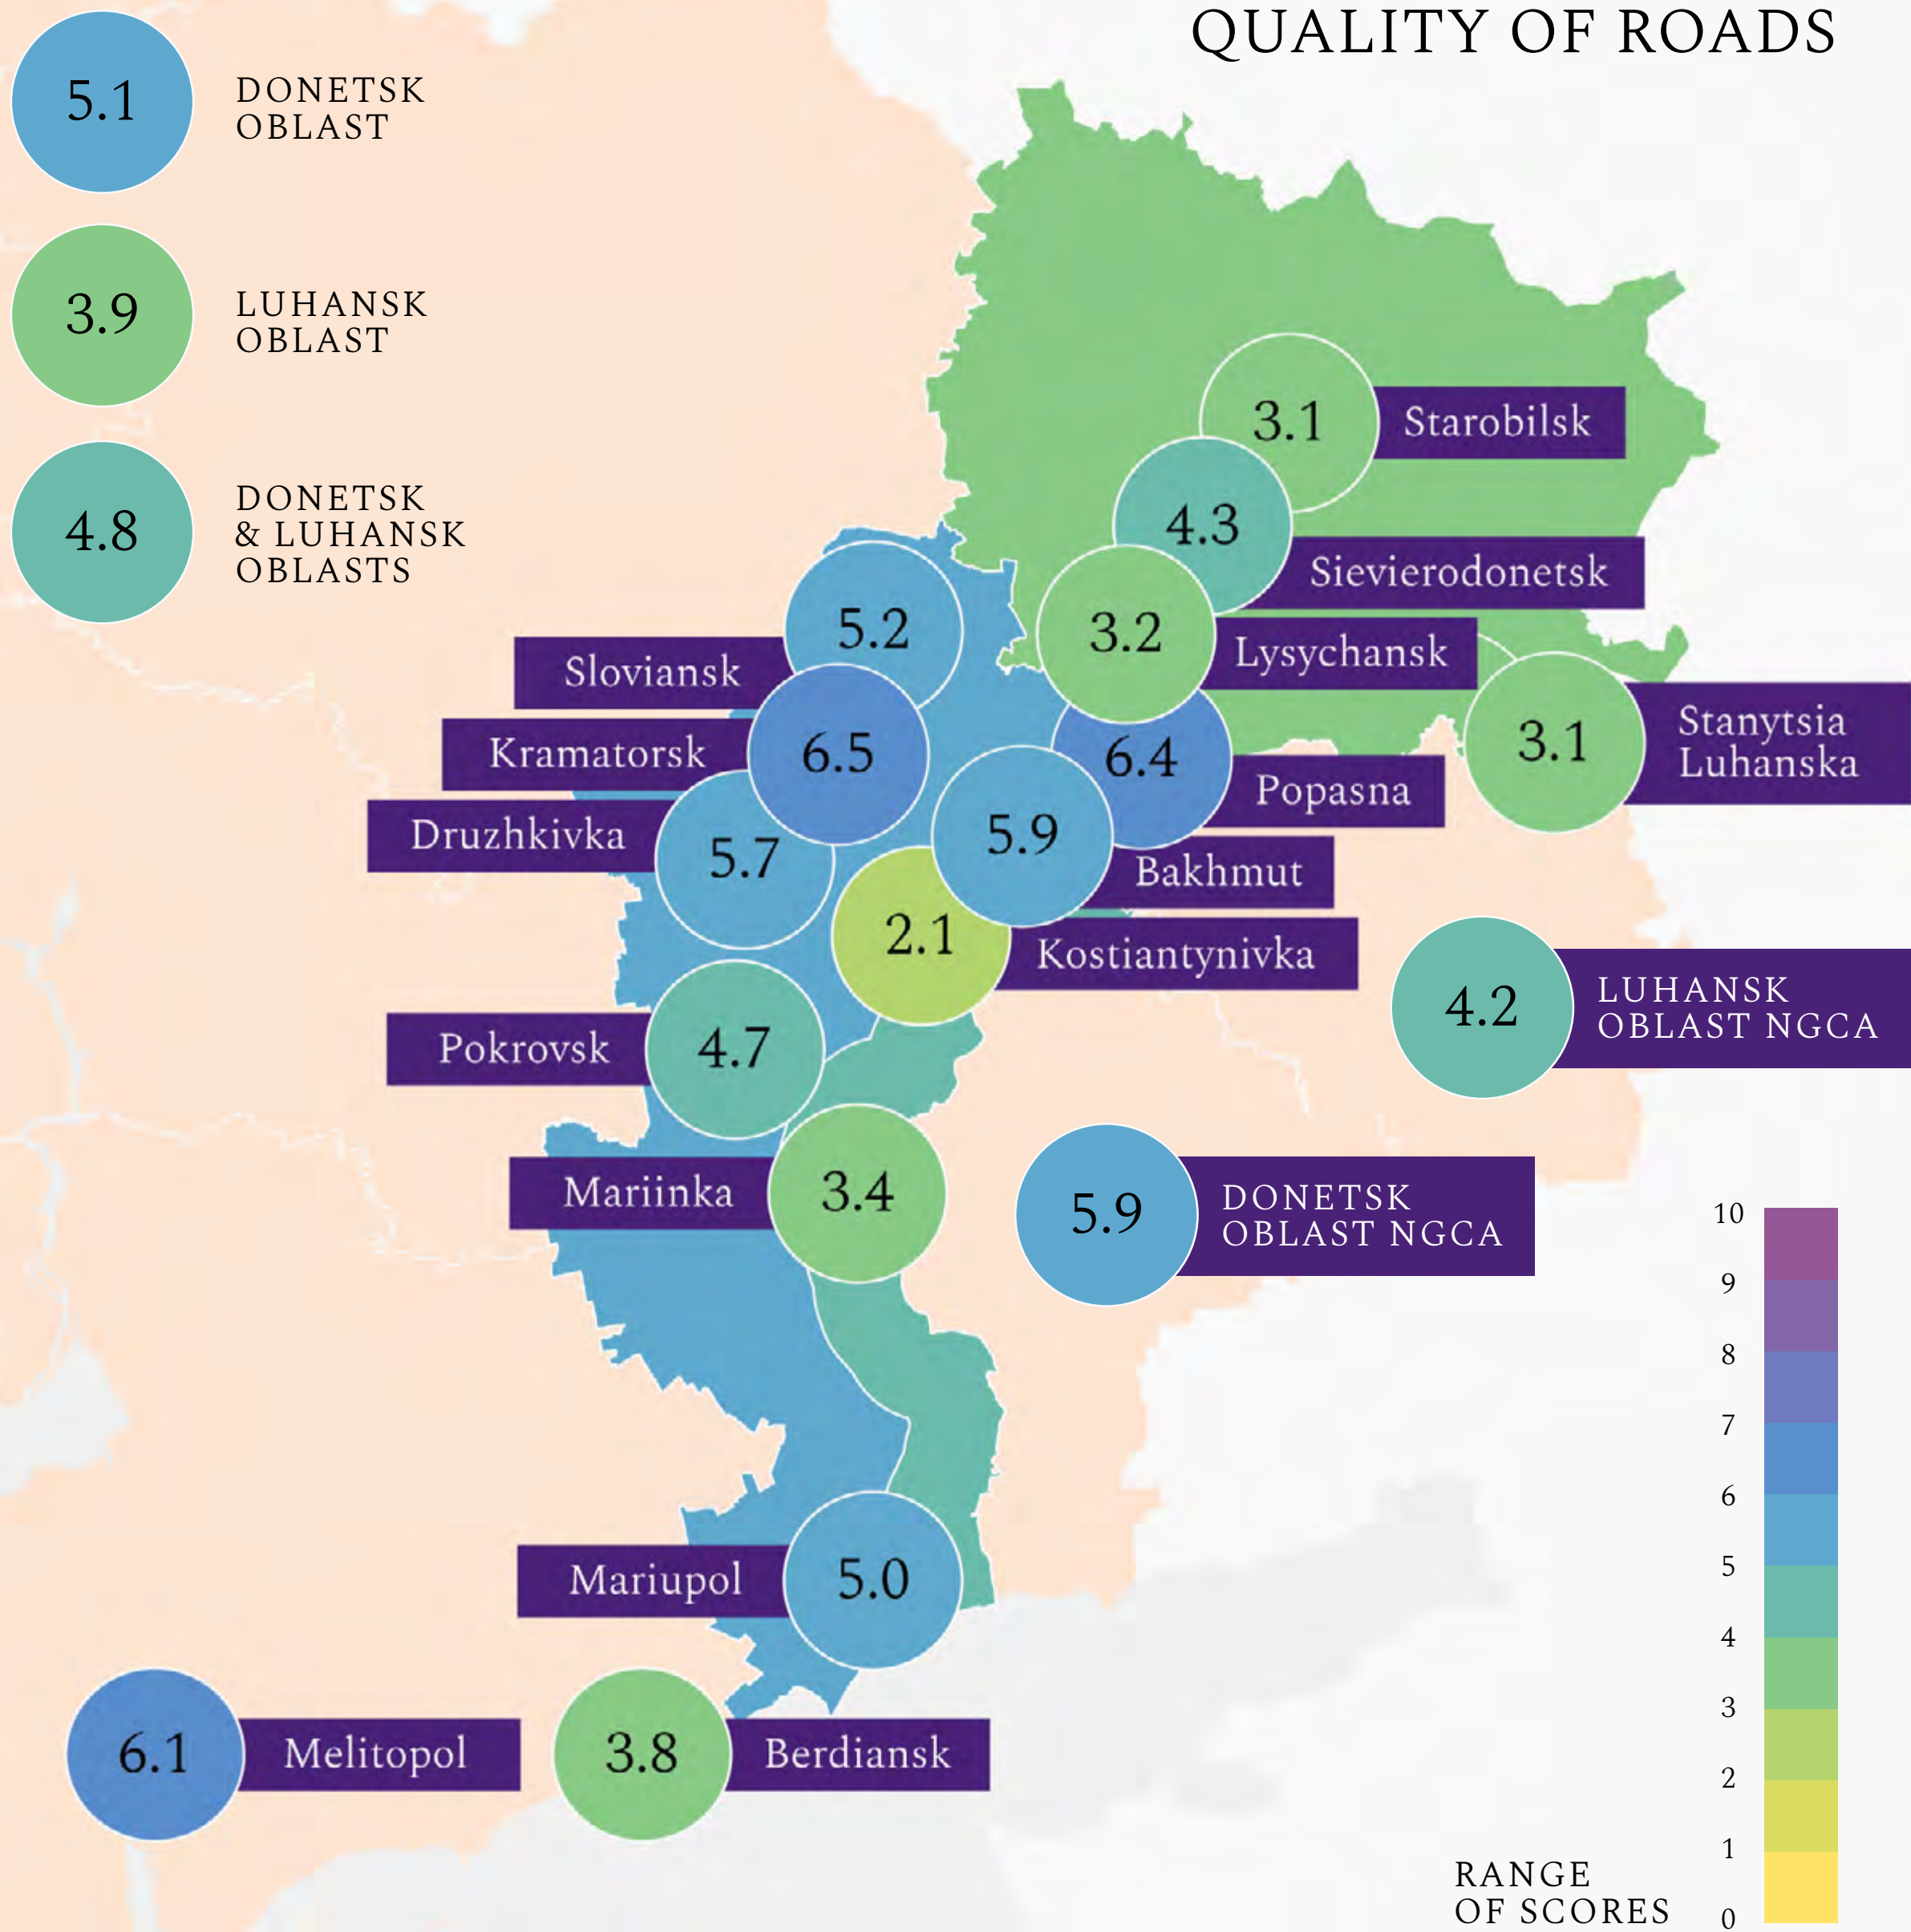 QUALITY OF ROADS
5.1
DONETSK
OBLAST
3.9
LUHANSK
OBLAST
4.8
DONETSK
& LUHANSK
OBLASTS
3.1
Starobilsk
4.3
Sievierodonetsk
5.2
Sloviansk
3.2
Lysychansk
3.1
Stanytsia
Luhanska
6.5
Kramatorsk
6.4
Popasna
5.7
Druzhkivka
5.9
Bakhmut
2.1
Kostiantynivka
4.2
LUHANSK
OBLAST NGCA
4.7
Pokrovsk
3.4
Mariinka
5.9
DONETSK
OBLAST NGCA
5.0
Mariupol
6.1
Melitopol
3.8
Berdiansk
10
9
8
7
6
5
4
3
2
1
0
RANGE
OF SCORES